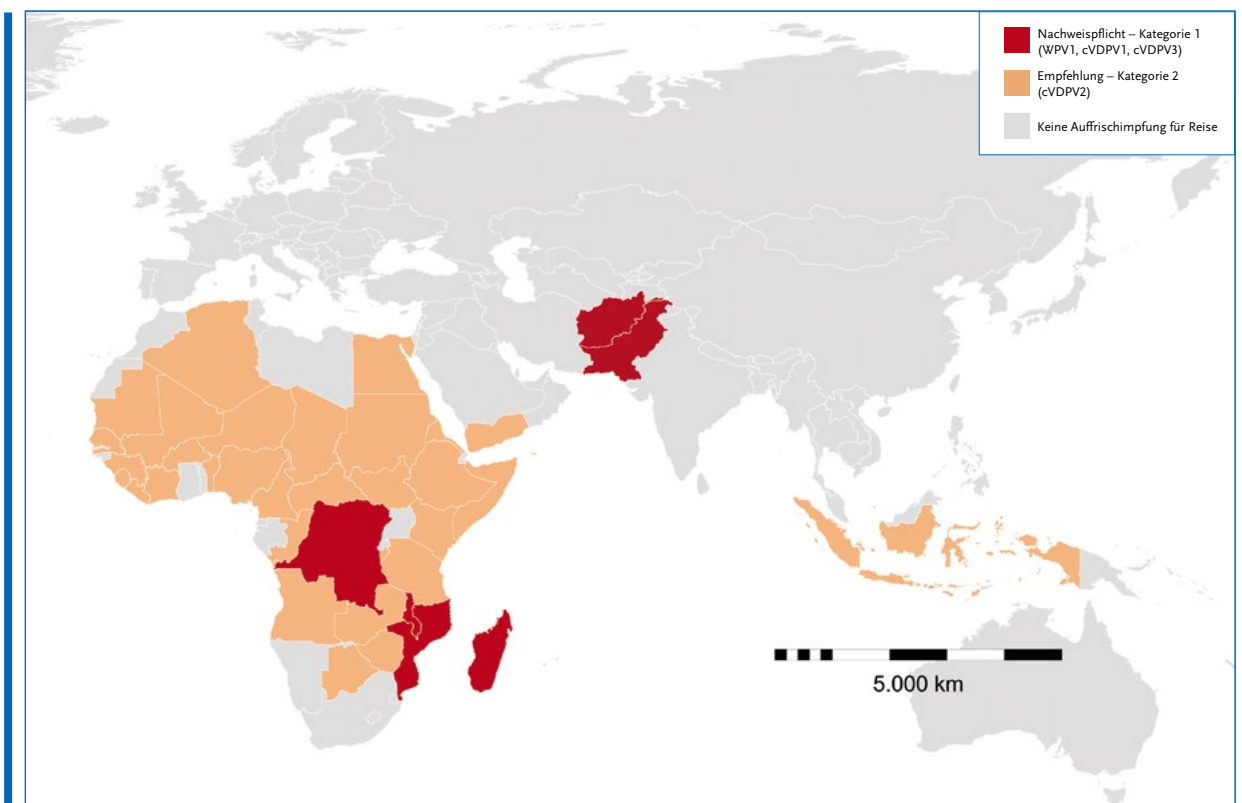 Nachweispflicht – Kategorie 1
(WPV1, cVDPV1, cVDPV3)
Empfehlung – Kategorie 2
(cVDPV2)
Keine Auffrischimpfung für Reise
5.000 km